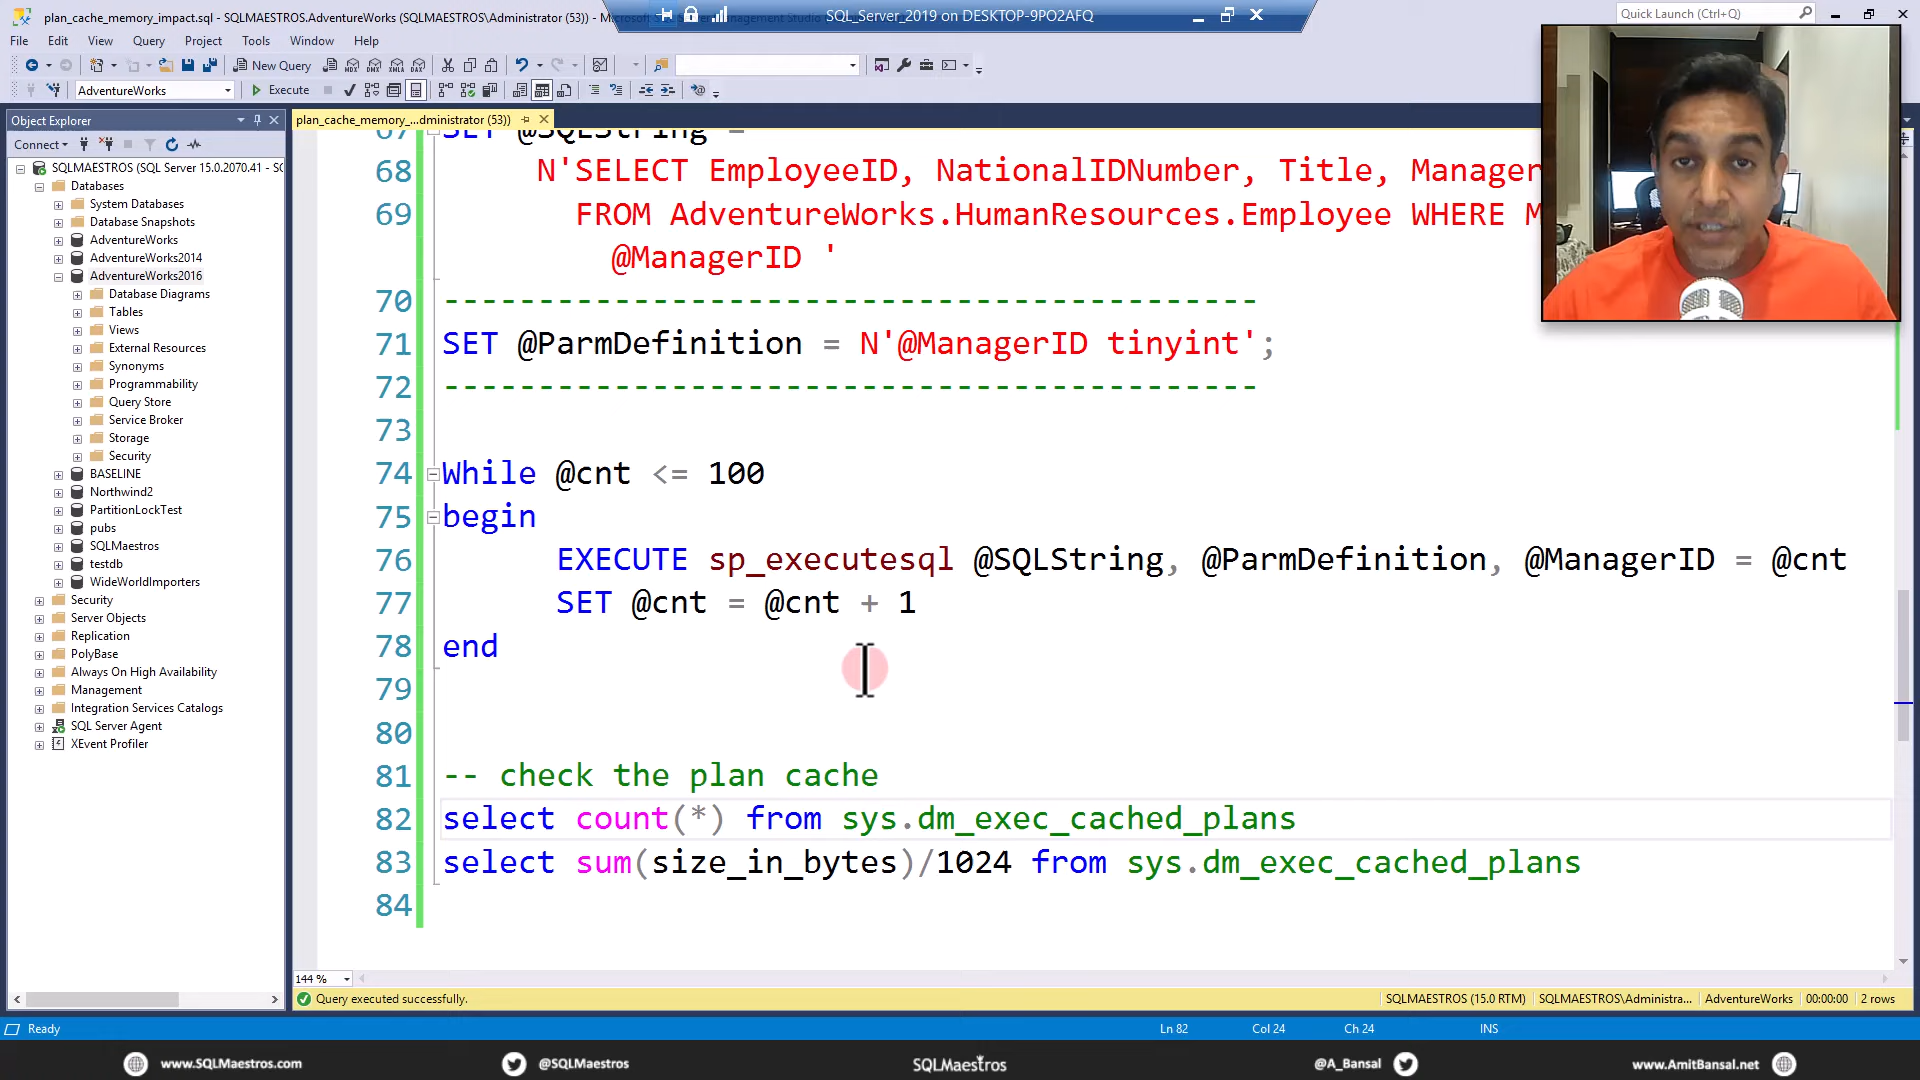 plan_cache_memory_impact.sql - SQLMAESTROS.AdventureWorks (SQLMAESTROS\Administrator (53))
SQL_Server_2019 on DESKTOP-9PO2AFQ
Quick Launch (Ctrl+Q)
File Edit View Query Project Tools Window Help
New Query
AdventureWorks
Execute
Object Explorer
plan_cache_memory_...dministrator (53))
Connect
SQLMAESTROS (SQL Server 15.0.2070.41 - SQ
Databases
System Databases
Database Snapshots
AdventureWorks
AdventureWorks2014
AdventureWorks2016
Database Diagrams
Tables
Views
External Resources
Synonyms
Programmability
Query Store
Service Broker
Storage
Security
BASELINE
Northwind2
PartitionLockTest
pubs
SQLMaestros
testdb
WideWorldImporters
Security
Server Objects
Replication
PolyBase
Always On High Availability
Management
Integration Services Catalogs
SQL Server Agent
XEvent Profiler
67 SET @SQLString =
68 N'SELECT EmployeeID, NationalIDNumber, Title, Manager
69 FROM AdventureWorks.HumanResources.Employee WHERE M
@ManagerID '
70 -------------------------------------------
71 SET @ParmDefinition = N'@ManagerID tinyint';
72 -------------------------------------------
73
74 While @cnt <= 100
75 begin
76 EXECUTE sp_executesql @SQLString, @ParmDefinition, @ManagerID = @cnt
77 SET @cnt = @cnt + 1
78 end
79
80
81 -- check the plan cache
82 select count(*) from sys.dm_exec_cached_plans
83 select sum(size_in_bytes)/1024 from sys.dm_exec_cached_plans
84
144 %
Query executed successfully.
SQLMAESTROS (15.0 RTM) SQLMAESTROS\Administra... AdventureWorks 00:00:00 2 rows
Ready Ln 82 Col 24 Ch 24 INS
www.SQLMaestros.com @SQLMaestros SQLMaestros @A_Bansal www.AmitBansal.net